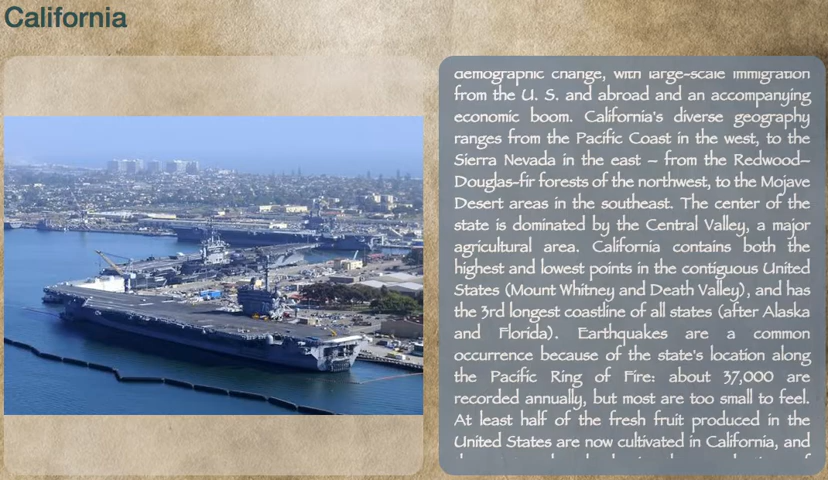 California
demographic change, with large-scale immigration
from the U. S. and abroad and an accompanying
economic boom. California's diverse geography
ranges from the Pacific Coast in the west, to the
Sierra Nevada in the east – from the Redwood–
Douglas-fir forests of the northwest, to the Mojave
Desert areas in the southeast. The center of the
state is dominated by the Central Valley, a major
agricultural area. California contains both the
highest and lowest points in the contiguous United
States (Mount Whitney and Death Valley), and has
the 3rd longest coastline of all states (after Alaska
and Florida). Earthquakes are a common
occurrence because of the state's location along
the Pacific Ring of Fire: about 37,000 are
recorded annually, but most are too small to feel.
At least half of the fresh fruit produced in the
United States are now cultivated in California, and